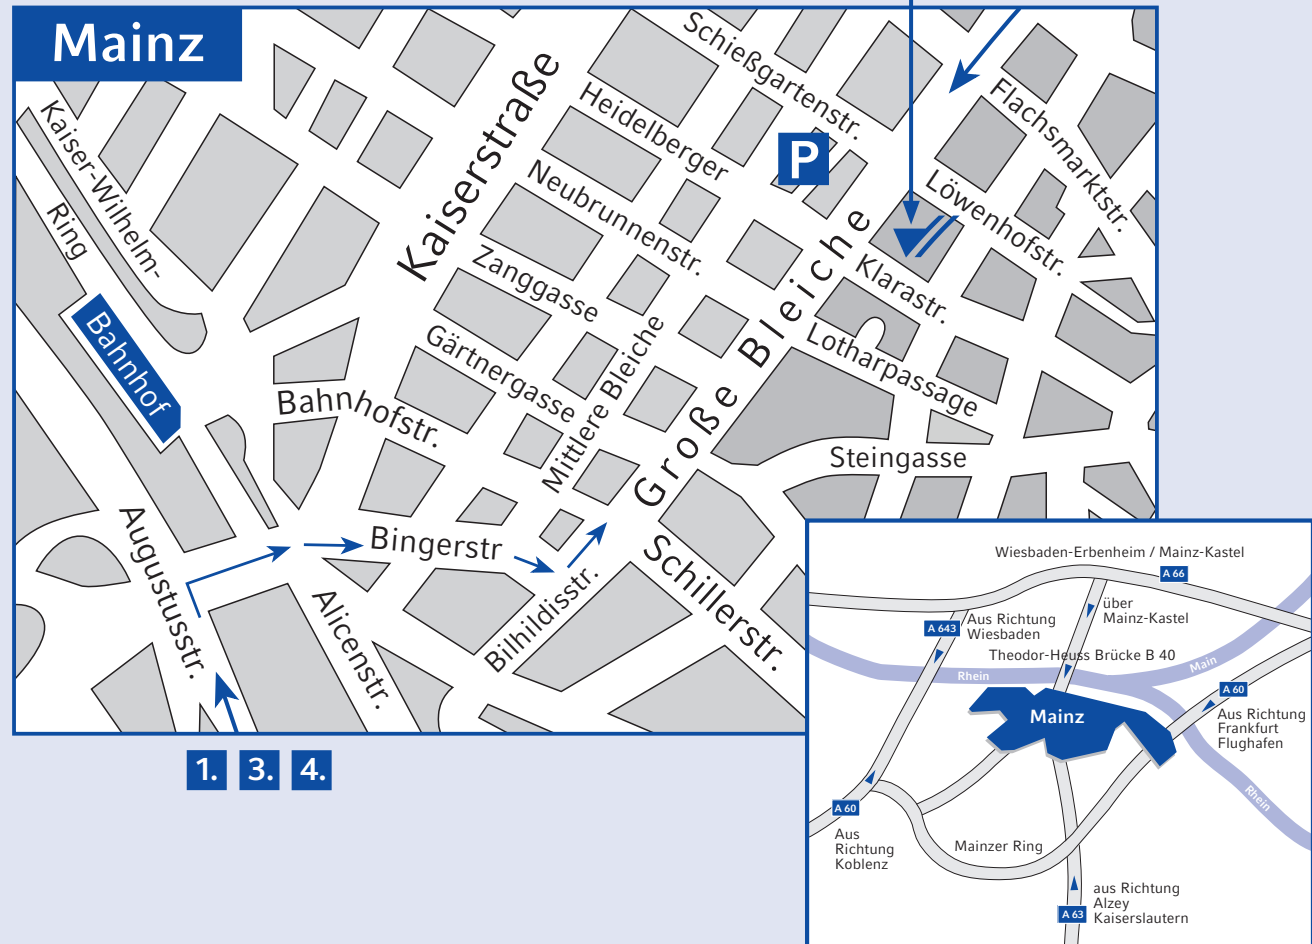 Mainz
Kaiser-Wilhelm-
Ring
Bahnhof
Kaiserstraße
Schießgartenstr.
Heidelberger
Neubrunnenstr.
Zanggasse
Gärtnergasse
Bahnhofstr.
Mittlere Bleiche
Große Bleiche
P
Flachsmarktstr.
Löwenhofstr.
Klarastr.
Lotharpassage
Steingasse
Augustusstr.
Alicenstr.
Bingerstr
Bilhildisstr.
Schillerstr.
1. 3. 4.
Wiesbaden-Erbenheim / Mainz-Kastel
A 66
über
Mainz-Kastel
A 643
Aus Richtung
Wiesbaden
Theodor-Heuss Brücke B 40
Rhein
Main
Mainz
A 60
Aus Richtung
Frankfurt
Flughafen
Rhein
A 60
Aus
Richtung
Koblenz
Mainzer Ring
aus Richtung
Alzey
Kaiserslautern
A 63